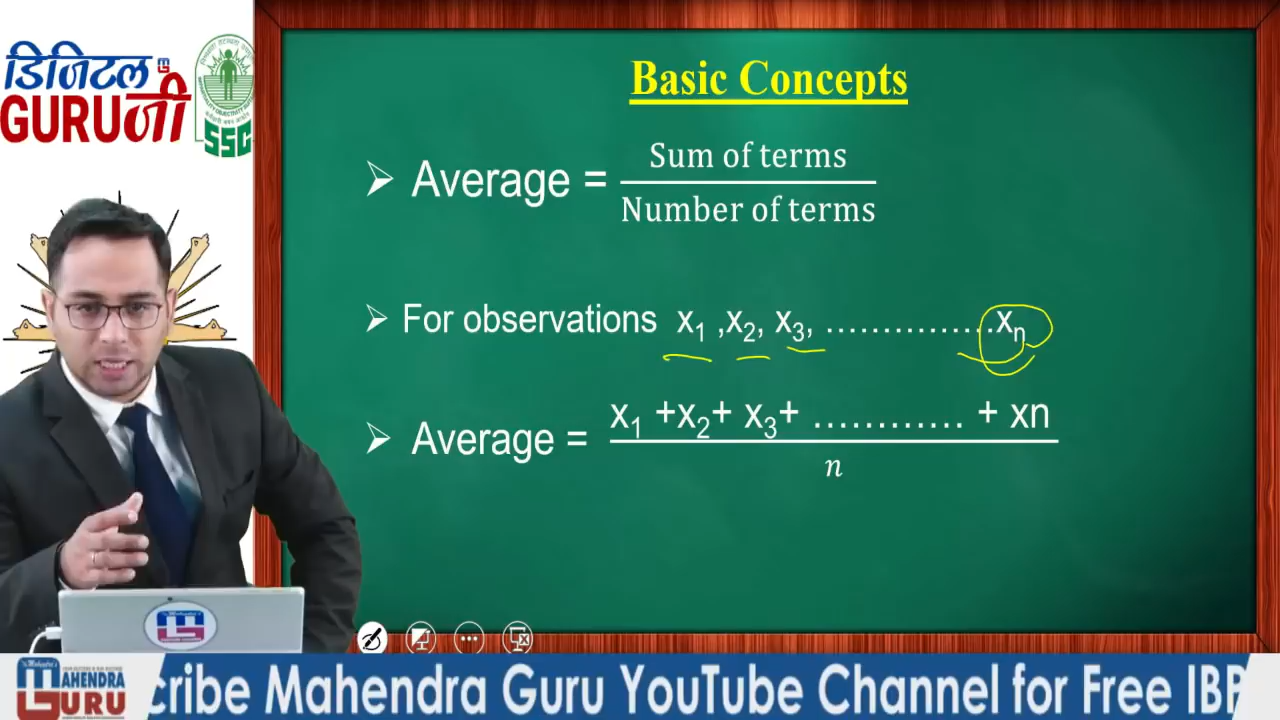 डिजिटल
GURUजी
SSC
Basic Concepts
➢ Average = Sum of terms
Number of terms
➢ For observations x₁ ,x₂, x₃, ................xₙ
➢ Average = x₁ +x₂+ x₃+ ............ + xn
n
MAHENDRA
GURU
cribe Mahendra Guru YouTube Channel for Free IBP